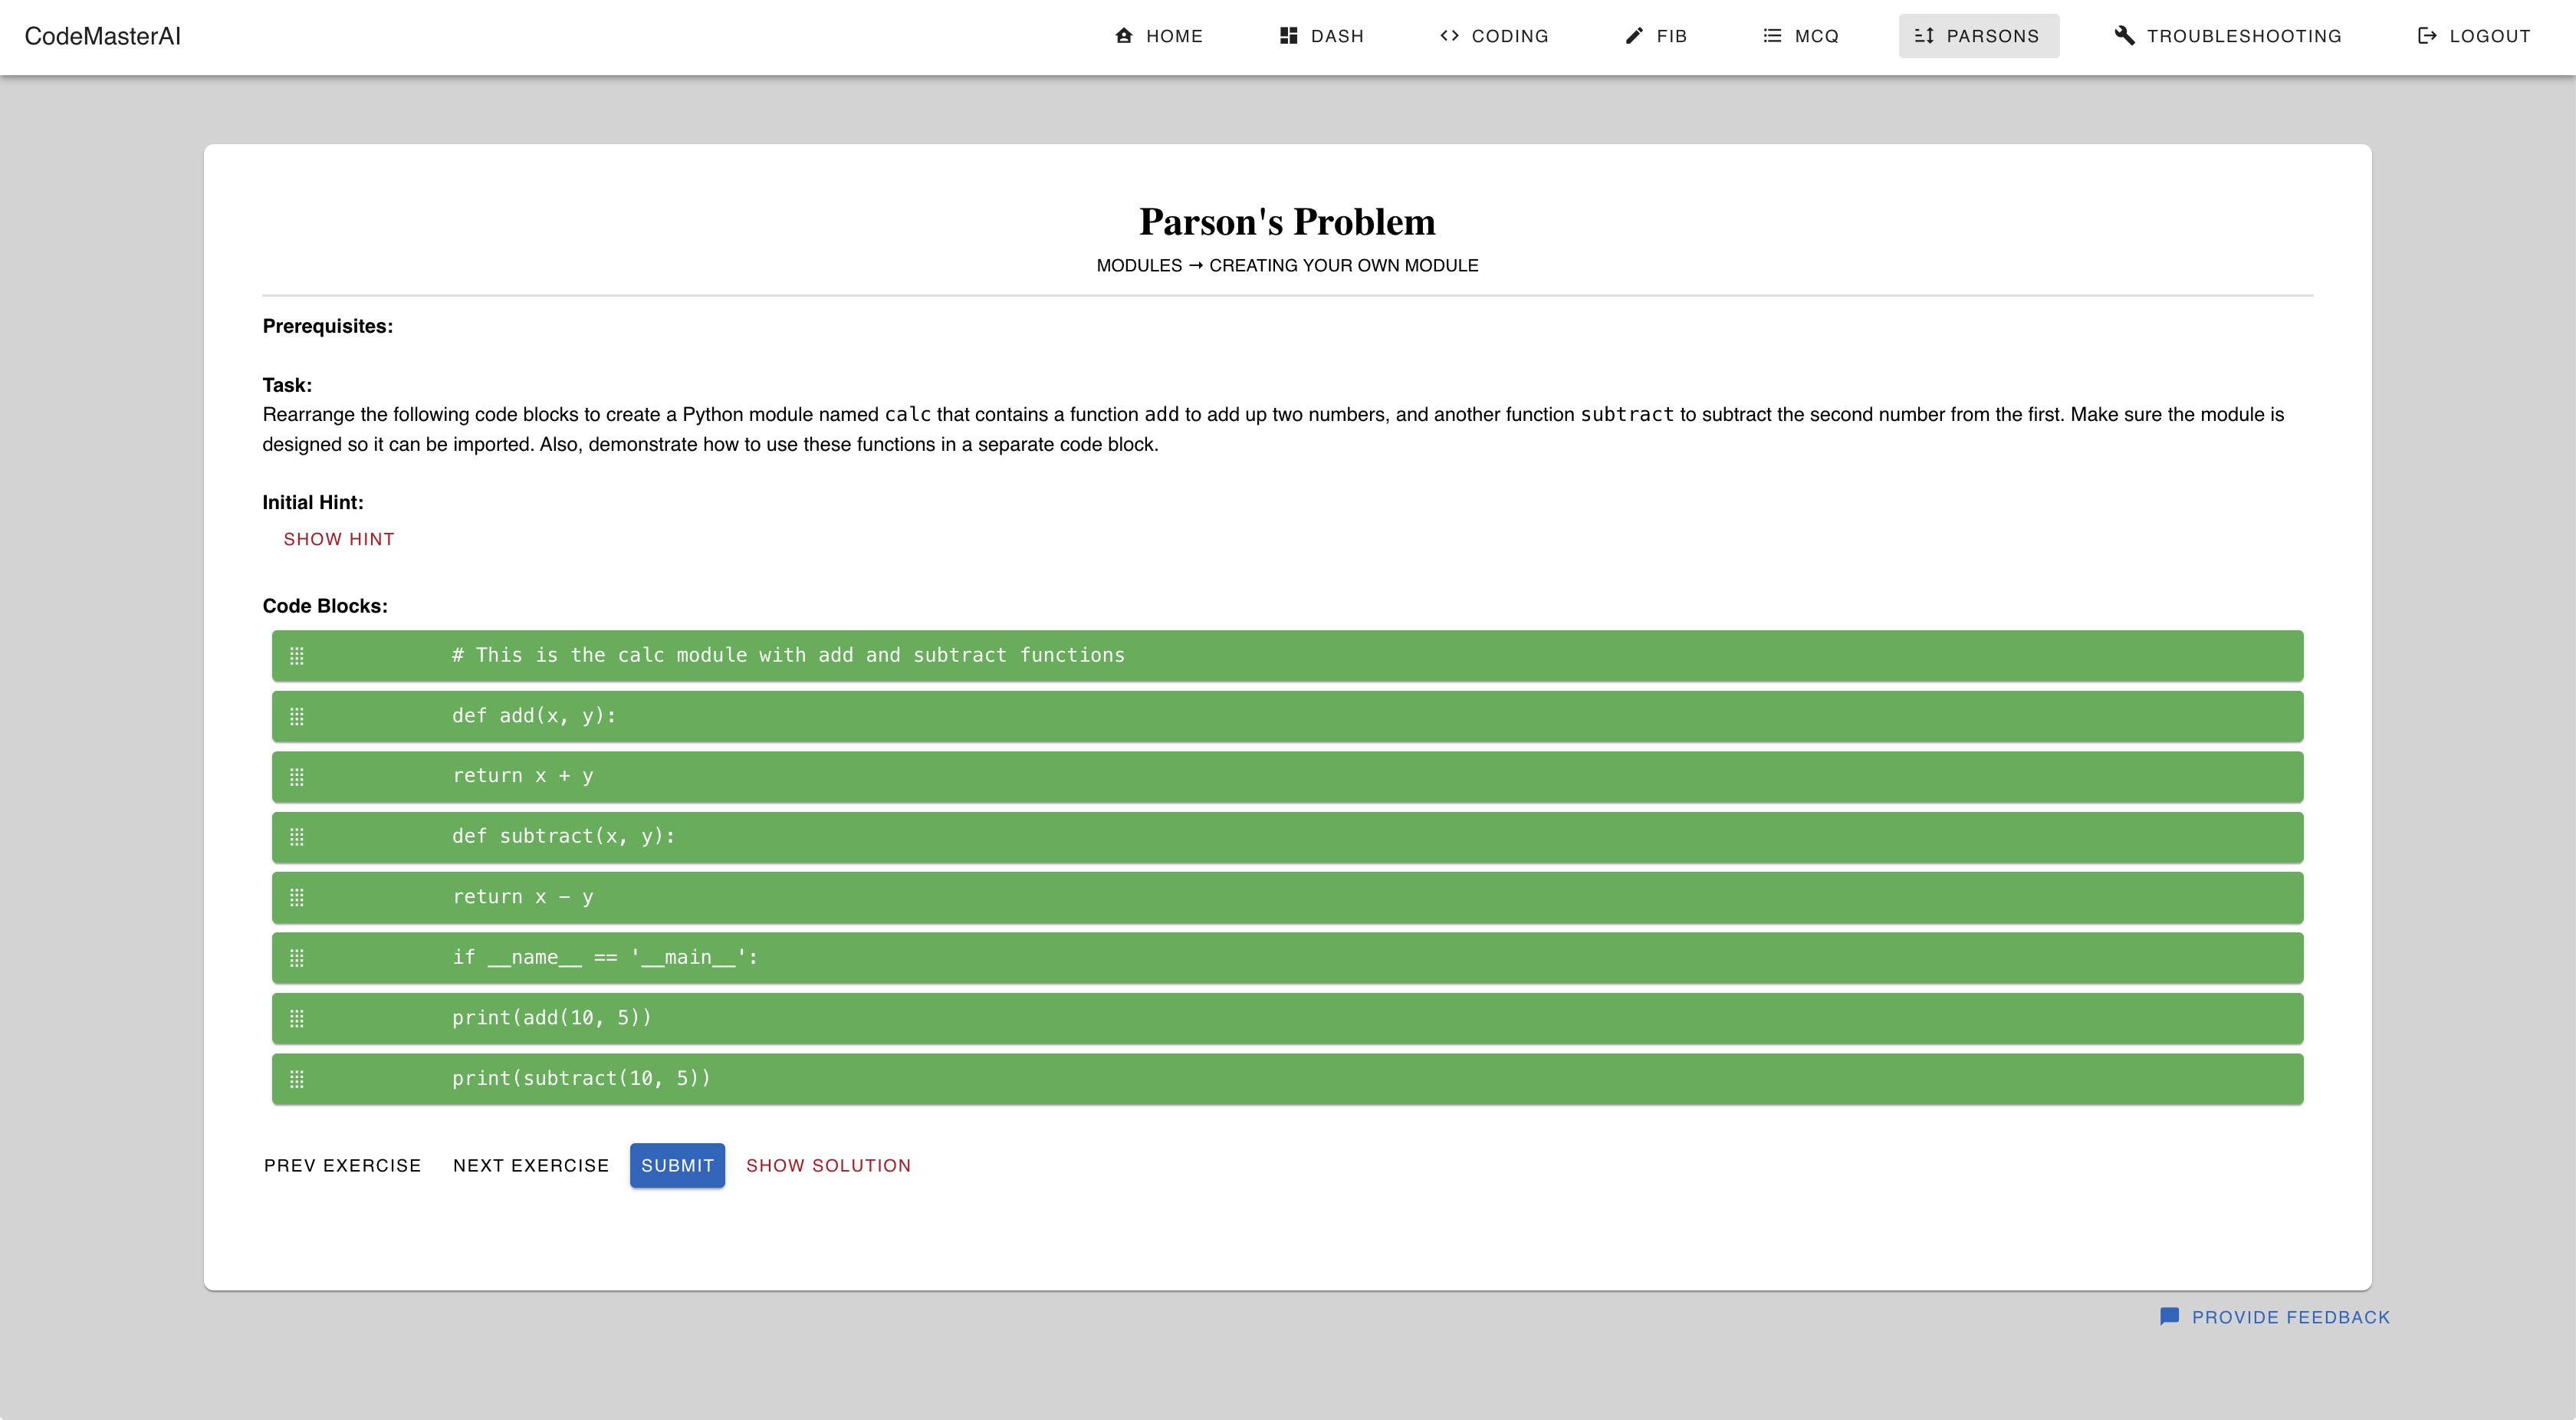 CodeMasterAI
HOME
DASH
CODING
FIB
MCQ
PARSONS
TROUBLESHOOTING
LOGOUT
Parson's Problem
MODULES → CREATING YOUR OWN MODULE
Prerequisites:
Task:
Rearrange the following code blocks to create a Python module named calc that contains a function add to add up two numbers, and another function subtract to subtract the second number from the first. Make sure the module is
designed so it can be imported. Also, demonstrate how to use these functions in a separate code block.
Initial Hint:
SHOW HINT
Code Blocks:
# This is the calc module with add and subtract functions
def add(x, y):
return x + y
def subtract(x, y):
return x - y
if __name__ == '__main__':
print(add(10, 5))
print(subtract(10, 5))
PREV EXERCISE
NEXT EXERCISE
SUBMIT
SHOW SOLUTION
PROVIDE FEEDBACK